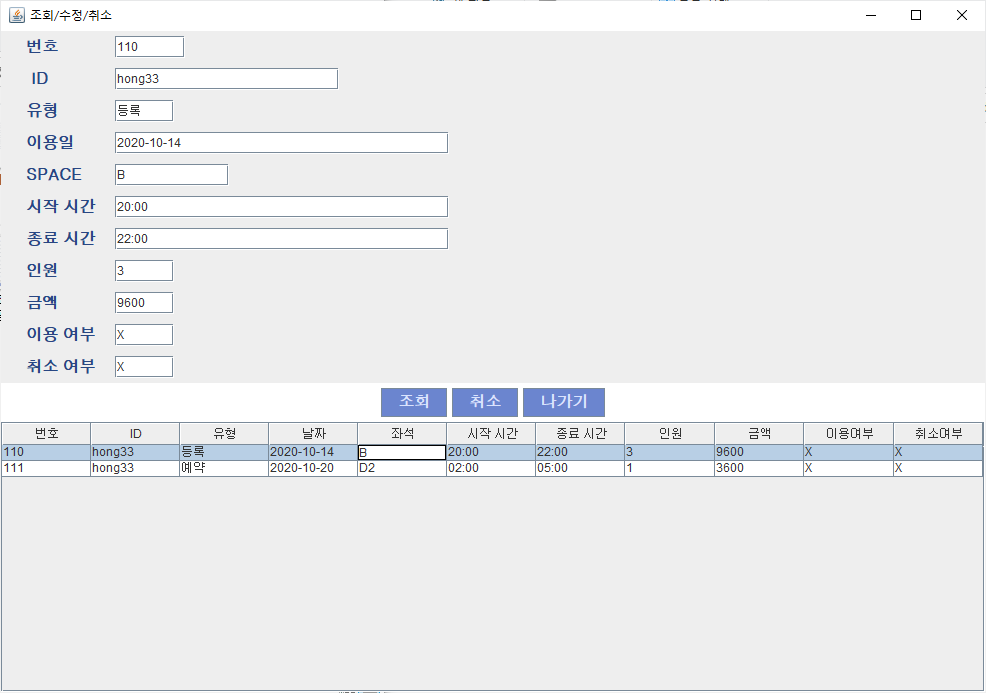 조회/수정/취소
번호 110
ID hong33
유형 등록
이용일 2020-10-14
SPACE B
시작 시간 20:00
종료 시간 22:00
인원 3
금액 9600
이용 여부 X
취소 여부 X
조회 취소 나가기
번호 ID 유형 날짜 좌석 시작 시간 종료 시간 인원 금액 이용여부 취소여부
110 hong33 등록 2020-10-14 B 20:00 22:00 3 9600 X X
111 hong33 예약 2020-10-20 D2 02:00 05:00 1 3600 X X